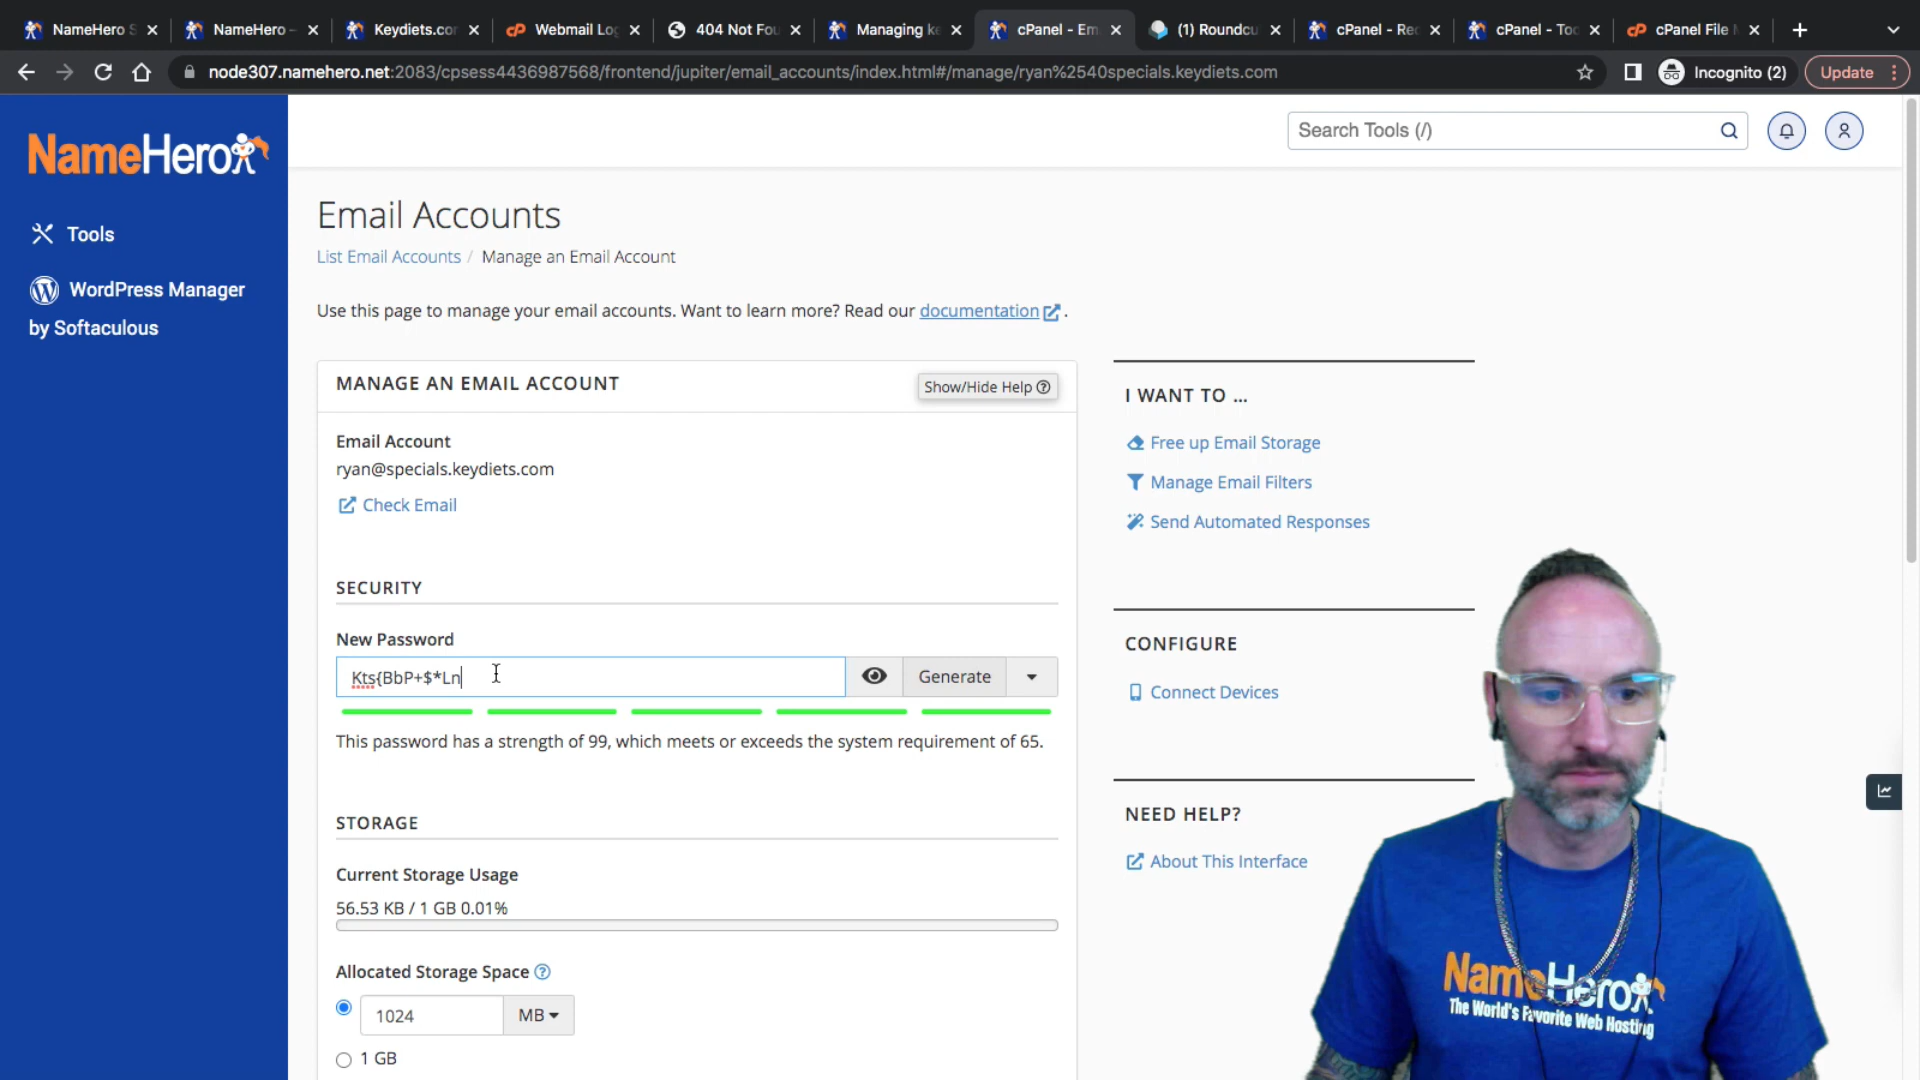 NameHero S
NameHero –
Keydiets.cor
Webmail Log
404 Not Fou
Managing ke
cPanel - Em
(1) Roundcu
cPanel - Rec
cPanel - Too
cPanel File M
node307.namehero.net:2083/cpsess4436987568/frontend/jupiter/email_accounts/index.html#/manage/ryan%2540specials.keydiets.com
Incognito (2)
Update
NameHero
Search Tools (/)
Tools
WordPress Manager
by Softaculous
Email Accounts
List Email Accounts / Manage an Email Account
Use this page to manage your email accounts. Want to learn more? Read our documentation .
MANAGE AN EMAIL ACCOUNT
Show/Hide Help
Email Account
ryan@specials.keydiets.com
Check Email
SECURITY
New Password
Kts{BbP+$*Ln
Generate
This password has a strength of 99, which meets or exceeds the system requirement of 65.
STORAGE
Current Storage Usage
56.53 KB / 1 GB 0.01%
Allocated Storage Space
1024 MB
1 GB
I WANT TO ...
Free up Email Storage
Manage Email Filters
Send Automated Responses
CONFIGURE
Connect Devices
NEED HELP?
About This Interface
NameHero
The World's Favorite Web Hosting